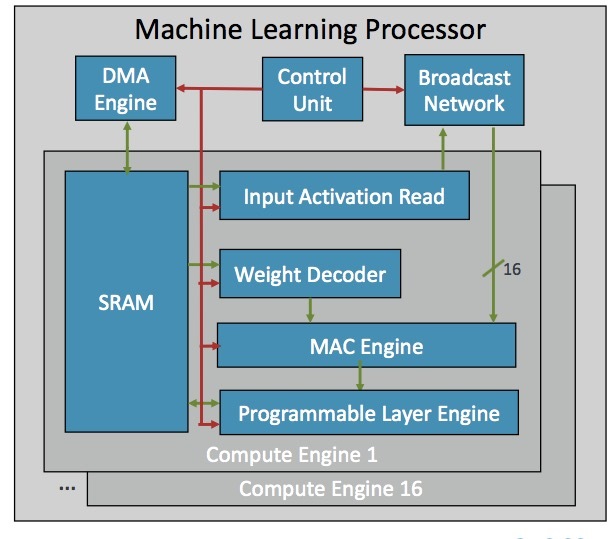 Machine Learning Processor
DMA
Engine
Control
Unit
Broadcast
Network
Input Activation Read
Weight Decoder
16
SRAM
MAC Engine
Programmable Layer Engine
Compute Engine 1
...
Compute Engine 16